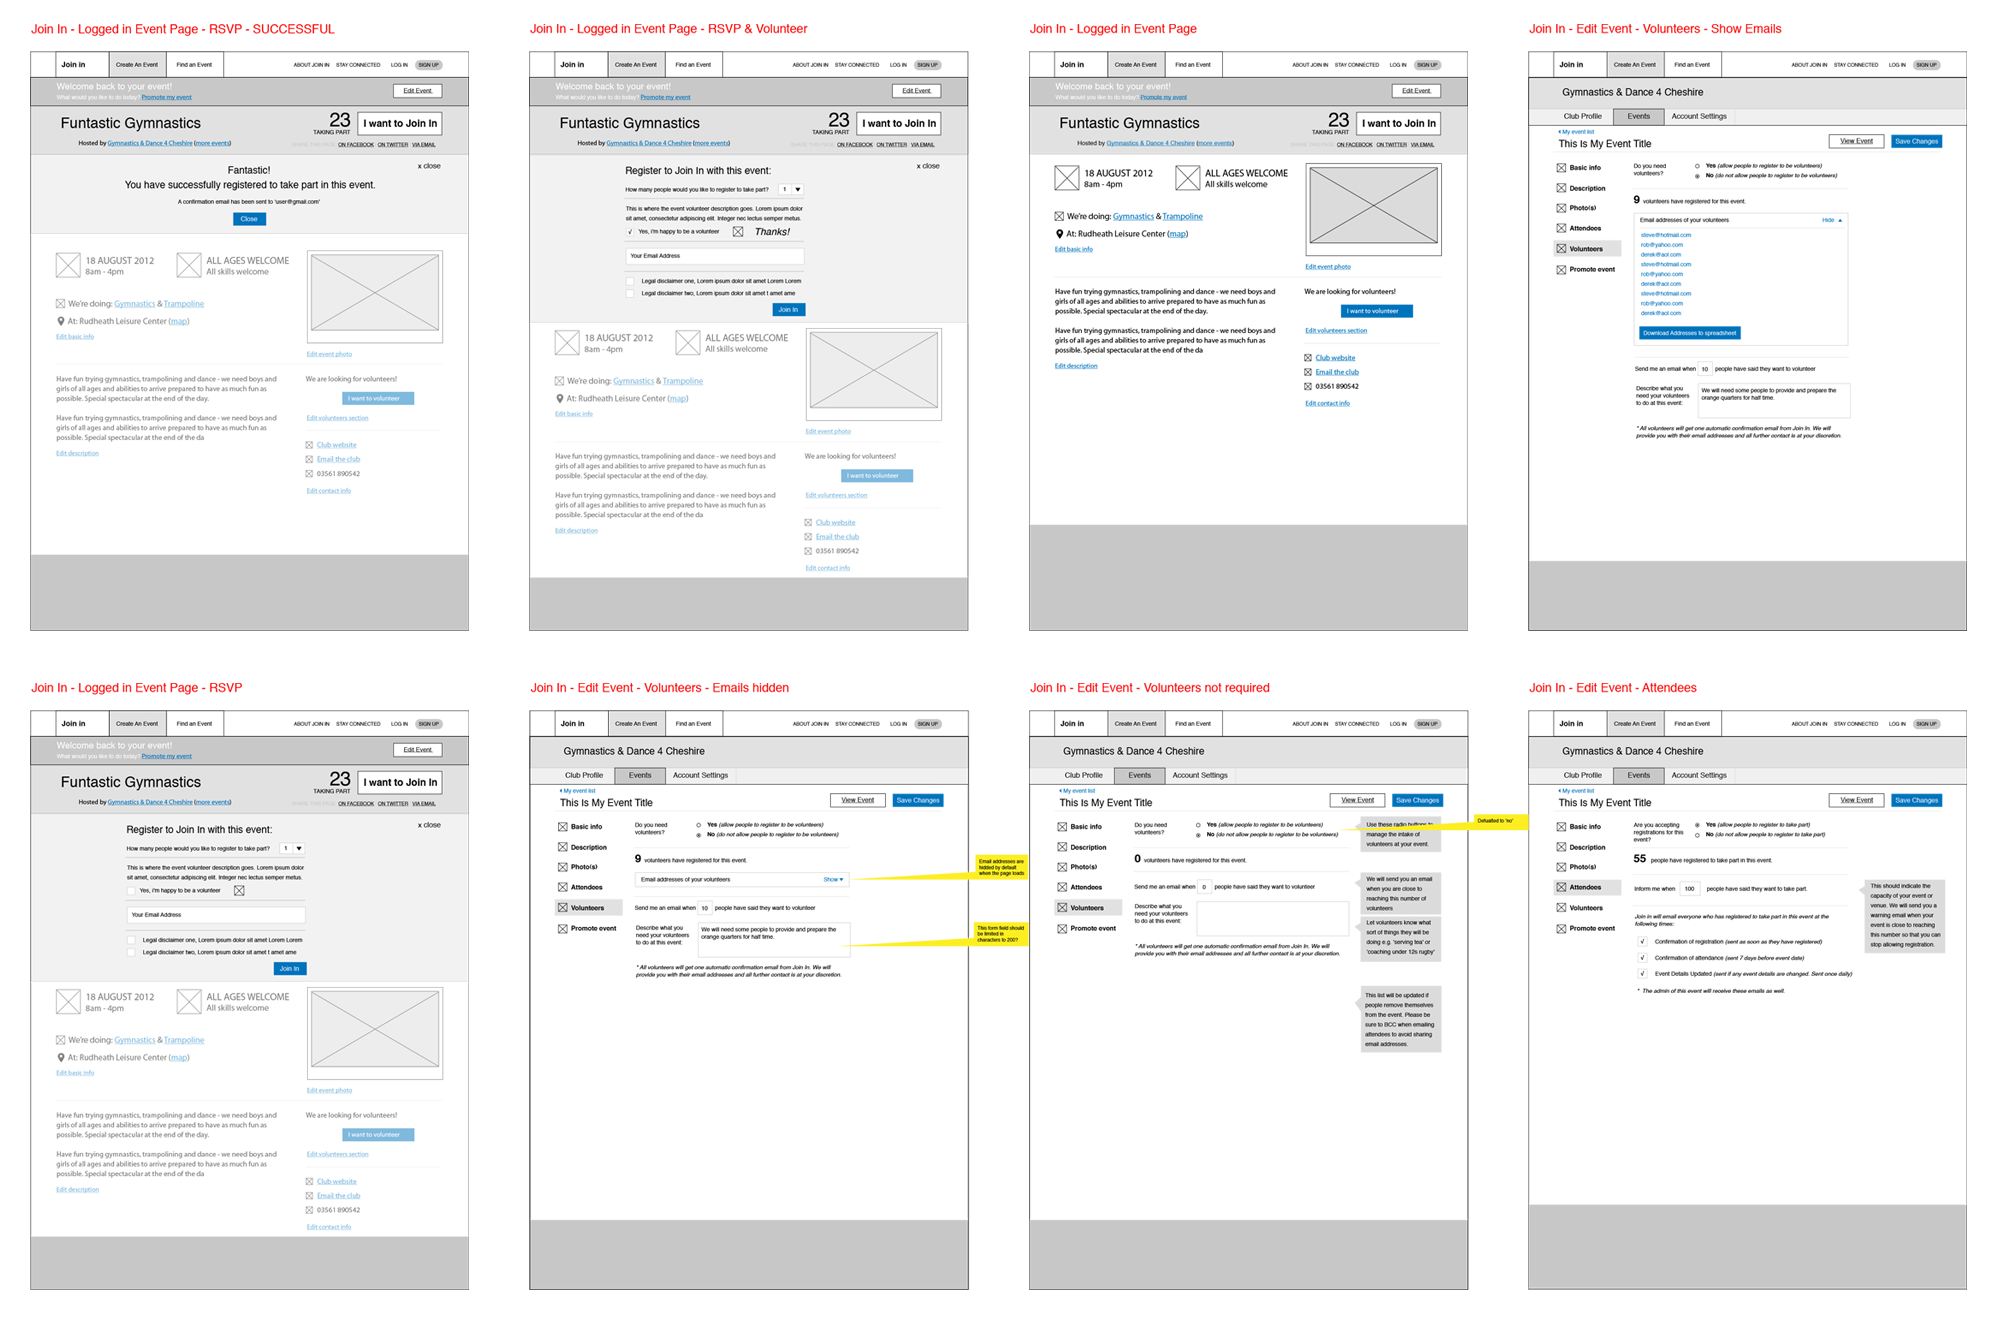 Join In - Logged in Event Page - RSVP - SUCCESSFUL
Join in
Create An Event
Find an Event
ABOUT JOIN IN STAY CONNECTED LOG IN SIGN UP
Welcome back to your event!
What would you like to do today? Promote my event
Edit Event
Funtastic Gymnastics
23
TAKING PART
I want to Join In
Hosted by Gymnastics & Dance 4 Cheshire (more events)
ON FACEBOOK ON TWITTER VIA EMAIL
x close
Fantastic!
You have successfully registered to take part in this event.
A confirmation email has been sent to 'user@gmail.com'
Close
18 AUGUST 2012
8am - 4pm
ALL AGES WELCOME
All skills welcome
We're doing: Gymnastics & Trampoline
At: Rudheath Leisure Center (map)
Edit basic info
Edit event photo
Have fun trying gymnastics, trampolining and dance - we need boys and
girls of all ages and abilities to arrive prepared to have as much fun as
possible. Special spectacular at the end of the day.
Have fun trying gymnastics, trampolining and dance - we need boys and
girls of all ages and abilities to arrive prepared to have as much fun as
possible. Special spectacular at the end of the da
Edit description
We are looking for volunteers!
I want to volunteer
Edit volunteers section
Club website
Email the club
03561 890542
Edit contact info
Join In - Logged in Event Page - RSVP & Volunteer
Join in
Create An Event
Find an Event
ABOUT JOIN IN STAY CONNECTED LOG IN SIGN UP
Welcome back to your event!
What would you like to do today? Promote my event
Edit Event
Funtastic Gymnastics
23
TAKING PART
I want to Join In
Hosted by Gymnastics & Dance 4 Cheshire (more events)
ON FACEBOOK ON TWITTER VIA EMAIL
x close
Register to Join In with this event:
How many people would you like to register to take part? 1
This is where the event volunteer description goes. Lorem ipsum dolor
sit amet, consectetur adipiscing elit. Integer nec lectus semper metus.
√ Yes, i'm happy to be a volunteer
Thanks!
Your Email Address
Legal disclaimer one, Lorem ipsum dolor sit amet Lorem Lorem
Legal disclaimer two, Lorem ipsum dolor sit amet t amet ame
Join In
18 AUGUST 2012
8am - 4pm
ALL AGES WELCOME
All skills welcome
We're doing: Gymnastics & Trampoline
At: Rudheath Leisure Center (map)
Edit basic info
Edit event photo
Have fun trying gymnastics, trampolining and dance - we need boys and
girls of all ages and abilities to arrive prepared to have as much fun as
possible. Special spectacular at the end of the day.
Have fun trying gymnastics, trampolining and dance - we need boys and
girls of all ages and abilities to arrive prepared to have as much fun as
possible. Special spectacular at the end of the da
Edit description
We are looking for volunteers!
I want to volunteer
Edit volunteers section
Club website
Email the club
03561 890542
Edit contact info
Join In - Logged in Event Page
Join in
Create An Event
Find an Event
ABOUT JOIN IN STAY CONNECTED LOG IN SIGN UP
Welcome back to your event!
What would you like to do today? Promote my event
Edit Event
Funtastic Gymnastics
23
TAKING PART
I want to Join In
Hosted by Gymnastics & Dance 4 Cheshire (more events)
ON FACEBOOK ON TWITTER VIA EMAIL
18 AUGUST 2012
8am - 4pm
ALL AGES WELCOME
All skills welcome
We're doing: Gymnastics & Trampoline
At: Rudheath Leisure Center (map)
Edit basic info
Edit event photo
Have fun trying gymnastics, trampolining and dance - we need boys and
girls of all ages and abilities to arrive prepared to have as much fun as
possible. Special spectacular at the end of the day.
Have fun trying gymnastics, trampolining and dance - we need boys and
girls of all ages and abilities to arrive prepared to have as much fun as
possible. Special spectacular at the end of the da
Edit description
We are looking for volunteers!
I want to volunteer
Edit volunteers section
Club website
Email the club
03561 890542
Edit contact info
Join In - Edit Event - Volunteers - Show Emails
Join in
Create An Event
Find an Event
ABOUT JOIN IN STAY CONNECTED LOG IN SIGN UP
Gymnastics & Dance 4 Cheshire
Club Profile Events Account Settings
My event list
This Is My Event Title
View Event
Save Changes
Basic info
Description
Photo(s)
Attendees
Volunteers
Promote event
Do you need
volunteers?
Yes (allow people to register to be volunteers)
No (do not allow people to register to be volunteers)
9 volunteers have registered for this event.
Email addresses of your volunteers Hide
steve@hotmail.com
rob@yahoo.com
derek@aol.com
steve@hotmail.com
rob@yahoo.com
derek@aol.com
steve@hotmail.com
rob@yahoo.com
derek@aol.com
Download Addresses to spreadsheet
Send me an email when 10 people have said they want to volunteer
Describe what you
need your volunteers
to do at this event:
We will need some people to provide and prepare the
orange quarters for half time.
* All volunteers will get one automatic confirmation email from Join In. We will
provide you with their email addresses and all further contact is at your discretion.
Join In - Logged in Event Page - RSVP
Join in
Create An Event
Find an Event
ABOUT JOIN IN STAY CONNECTED LOG IN SIGN UP
Welcome back to your event!
What would you like to do today? Promote my event
Edit Event
Funtastic Gymnastics
23
TAKING PART
I want to Join In
Hosted by Gymnastics & Dance 4 Cheshire (more events)
ON FACEBOOK ON TWITTER VIA EMAIL
x close
Register to Join In with this event:
How many people would you like to register to take part? 1
This is where the event volunteer description goes. Lorem ipsum dolor
sit amet, consectetur adipiscing elit. Integer nec lectus semper metus.
Yes, i'm happy to be a volunteer
Your Email Address
Legal disclaimer one, Lorem ipsum dolor sit amet Lorem Lorem
Legal disclaimer two, Lorem ipsum dolor sit amet t amet ame
Join In
18 AUGUST 2012
8am - 4pm
ALL AGES WELCOME
All skills welcome
We're doing: Gymnastics & Trampoline
At: Rudheath Leisure Center (map)
Edit basic info
Edit event photo
Have fun trying gymnastics, trampolining and dance - we need boys and
girls of all ages and abilities to arrive prepared to have as much fun as
possible. Special spectacular at the end of the day.
Have fun trying gymnastics, trampolining and dance - we need boys and
girls of all ages and abilities to arrive prepared to have as much fun as
possible. Special spectacular at the end of the da
Edit description
We are looking for volunteers!
I want to volunteer
Edit volunteers section
Club website
Email the club
03561 890542
Edit contact info
Join In - Edit Event - Volunteers - Emails hidden
Join in
Create An Event
Find an Event
ABOUT JOIN IN STAY CONNECTED LOG IN SIGN UP
Gymnastics & Dance 4 Cheshire
Club Profile Events Account Settings
My event list
This Is My Event Title
View Event
Save Changes
Basic info
Description
Photo(s)
Attendees
Volunteers
Promote event
Do you need
volunteers?
Yes (allow people to register to be volunteers)
No (do not allow people to register to be volunteers)
9 volunteers have registered for this event.
Email addresses of your volunteers Show
Send me an email when 10 people have said they want to volunteer
Describe what you
need your volunteers
to do at this event:
We will need some people to provide and prepare the
orange quarters for half time.
* All volunteers will get one automatic confirmation email from Join In. We will
provide you with their email addresses and all further contact is at your discretion.
Email addresses are
hidden by default
when the page loads
This form field should
be limited in
characters to 200?
Join In - Edit Event - Volunteers not required
Join in
Create An Event
Find an Event
ABOUT JOIN IN STAY CONNECTED LOG IN SIGN UP
Gymnastics & Dance 4 Cheshire
Club Profile Events Account Settings
My event list
This Is My Event Title
View Event
Save Changes
Basic info
Description
Photo(s)
Attendees
Volunteers
Promote event
Do you need
volunteers?
Yes (allow people to register to be volunteers)
No (do not allow people to register to be volunteers)
0 volunteers have registered for this event.
Send me an email when 0 people have said they want to volunteer
Describe what you
need your volunteers
to do at this event:
* All volunteers will get one automatic confirmation email from Join In. We will
provide you with their email addresses and all further contact is at your discretion.
Use these radio buttons to
manage the intake of
volunteers at your event.
We will send you an email
when you are close to
reaching this number of
volunteers
Let volunteers know what
sort of things they will be
doing e.g. 'serving tea' or
'coaching under 12s rugby'
This list will be updated if
people remove themselves
from the event. Please be
sure to BCC when emailing
attendees to avoid sharing
email addresses.
Defualted to 'no'
Join In - Edit Event - Attendees
Join in
Create An Event
Find an Event
ABOUT JOIN IN STAY CONNECTED LOG IN SIGN UP
Gymnastics & Dance 4 Cheshire
Club Profile Events Account Settings
My event list
This Is My Event Title
View Event
Save Changes
Basic info
Description
Photo(s)
Attendees
Volunteers
Promote event
Are you accepting
registrations for this
event?
Yes (allow people to register to take part)
No (do not allow people to register to take part)
55 people have registered to take part in this event.
Inform me when 100 people have said they want to take part.
Join in will email everyone who has registered to take part in this event at the
following times:
√ Confirmation of registration (sent as soon as they have registered)
√ Confirmation of attendance (sent 7 days before event date)
√ Event Details Updated (sent if any event details are changed. Sent once daily)
* The admin of this event will receive these emails as well.
This should indicate the
capacity of your event or
venue. We will send you a
warning email when your
event is close to reaching
this number so that you can
stop allowing registration.